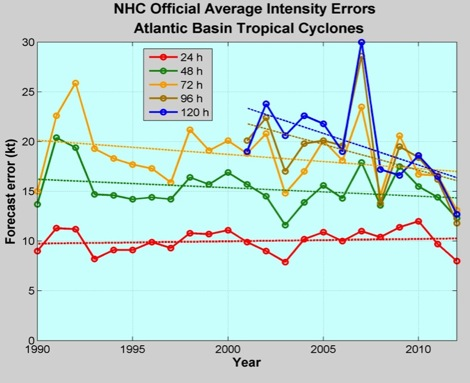 NHC Official Average Intensity Errors
Atlantic Basin Tropical Cyclones
24 h
48 h
72 h
96 h
120 h
30
25
20
15
10
5
0
Forecast error (kt)
1990 1995 2000 2005 2010
Year